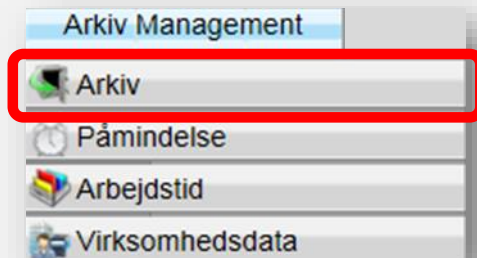 Arkiv Management
Arkiv
Påmindelse
Arbejdstid
Virksomhedsdata